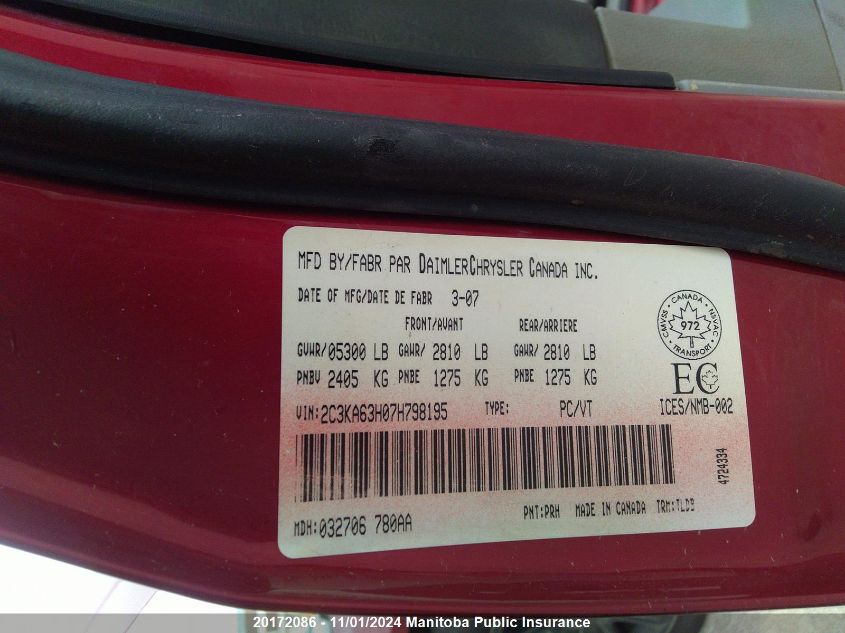 MFD BY/FABR PAR DAIMLERCHRYSLER CANADA INC.
DATE OF MFG/DATE DE FABR 3-07
FRONT/AVANT REAR/ARRIERE
GVWR/05300 LB GAWR/ 2810 LB GAWR/ 2810 LB
PNBV 2405 KG PNBE 1275 KG PNBE 1275 KG
VIN:2C3KA63H07H798195 TYPE: PC/VT
MDH:032706 780AA
PNT:PRH MADE IN CANADA TRM:TLDB
4724334
CMVSS · CANADA · NSVAC · TRANSPORT
972
EC
ICES/NMB-002
20172086 - 11/01/2024 Manitoba Public Insurance